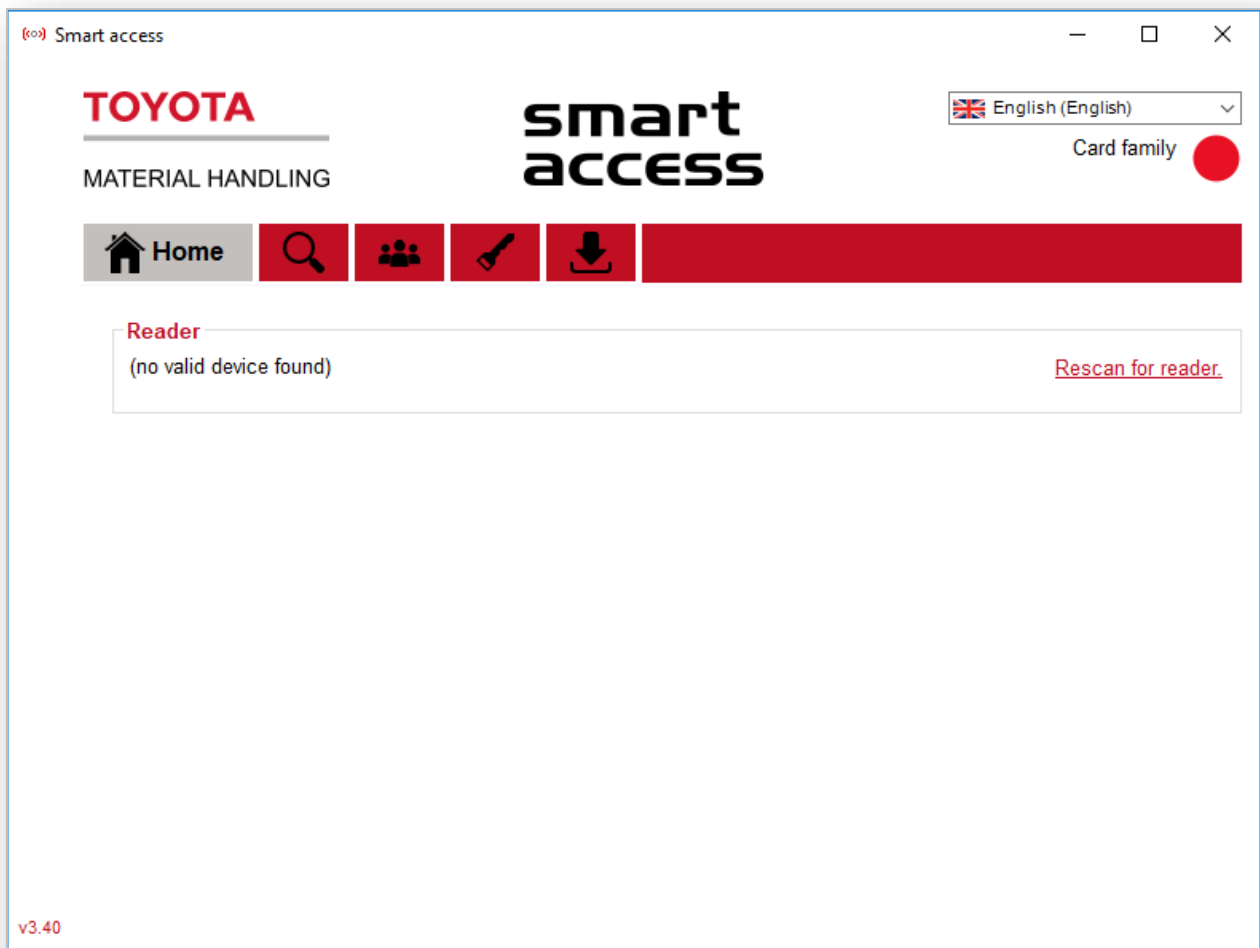 Smart access
TOYOTA
MATERIAL HANDLING
smart
access
English (English)
Card family
Home
Reader
(no valid device found)
Rescan for reader.
v3.40